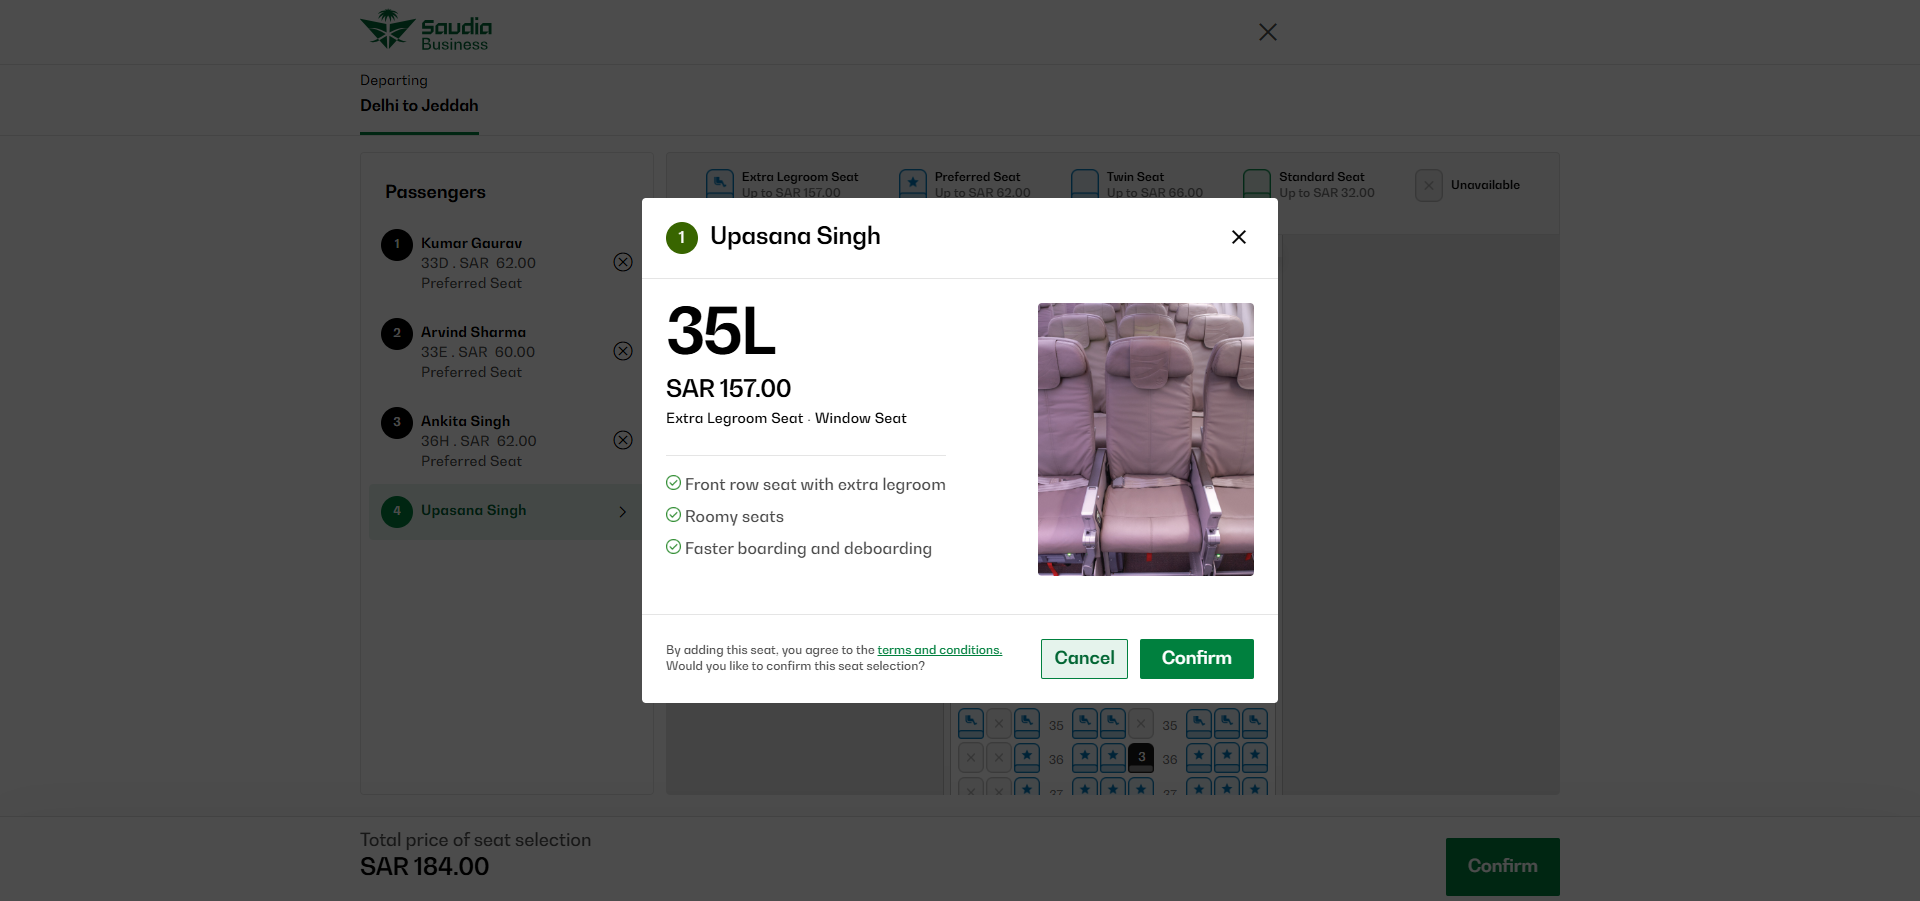 Saudia
Business
Departing
Delhi to Jeddah
Passengers
1
Kumar Gaurav
33D . SAR 62.00
Preferred Seat
2
Arvind Sharma
33E . SAR 60.00
Preferred Seat
3
Ankita Singh
36H . SAR 62.00
Preferred Seat
4
Upasana Singh
Extra Legroom Seat
Up to SAR 157.00
Preferred Seat
Up to SAR 62.00
Twin Seat
Up to SAR 66.00
Standard Seat
Up to SAR 32.00
Unavailable
1
Upasana Singh
35L
SAR 157.00
Extra Legroom Seat · Window Seat
Front row seat with extra legroom
Roomy seats
Faster boarding and deboarding
By adding this seat, you agree to the terms and conditions.
Would you like to confirm this seat selection?
Cancel
Confirm
35 35
36 3 36
37 37
Total price of seat selection
SAR 184.00
Confirm